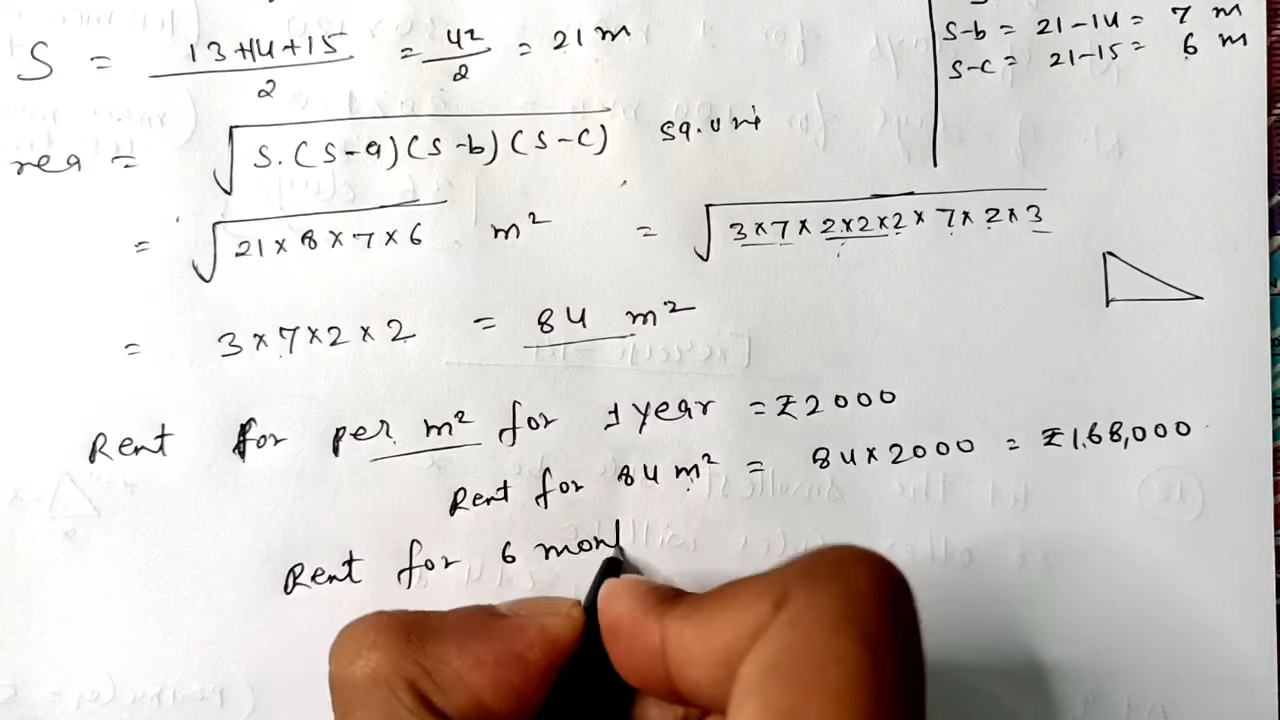 S = 13+14+15 / 2 = 42/2 = 21 m
s-b = 21-14 = 7 m
s-c = 21-15 = 6 m
rea = √S.(s-a)(s-b)(s-c) sq.unit
= √21×8×7×6 m² = √3×7×2×2×2×7×2×3
= 3×7×2×2 = 84 m²
Rent for per m² for 1 year = ₹2000
Rent for 84 m² = 84×2000 = ₹1,68,000
Rent for 6 mont